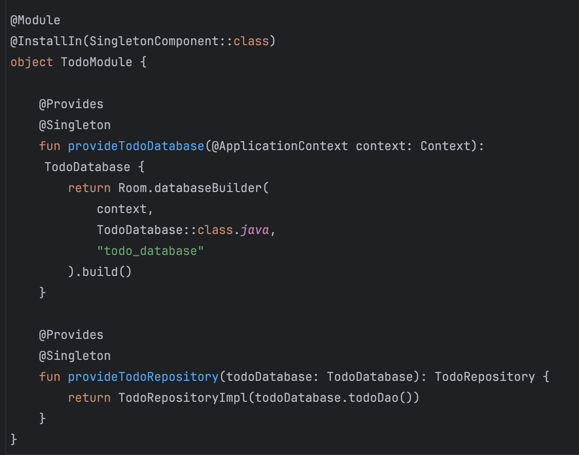 @Module
@InstallIn(SingletonComponent::class)
object TodoModule {
@Provides
@Singleton
fun provideTodoDatabase(@ApplicationContext context: Context):
TodoDatabase {
return Room.databaseBuilder(
context,
TodoDatabase::class.java,
"todo_database"
).build()
}
@Provides
@Singleton
fun provideTodoRepository(todoDatabase: TodoDatabase): TodoRepository {
return TodoRepositoryImpl(todoDatabase.todoDao())
}
}